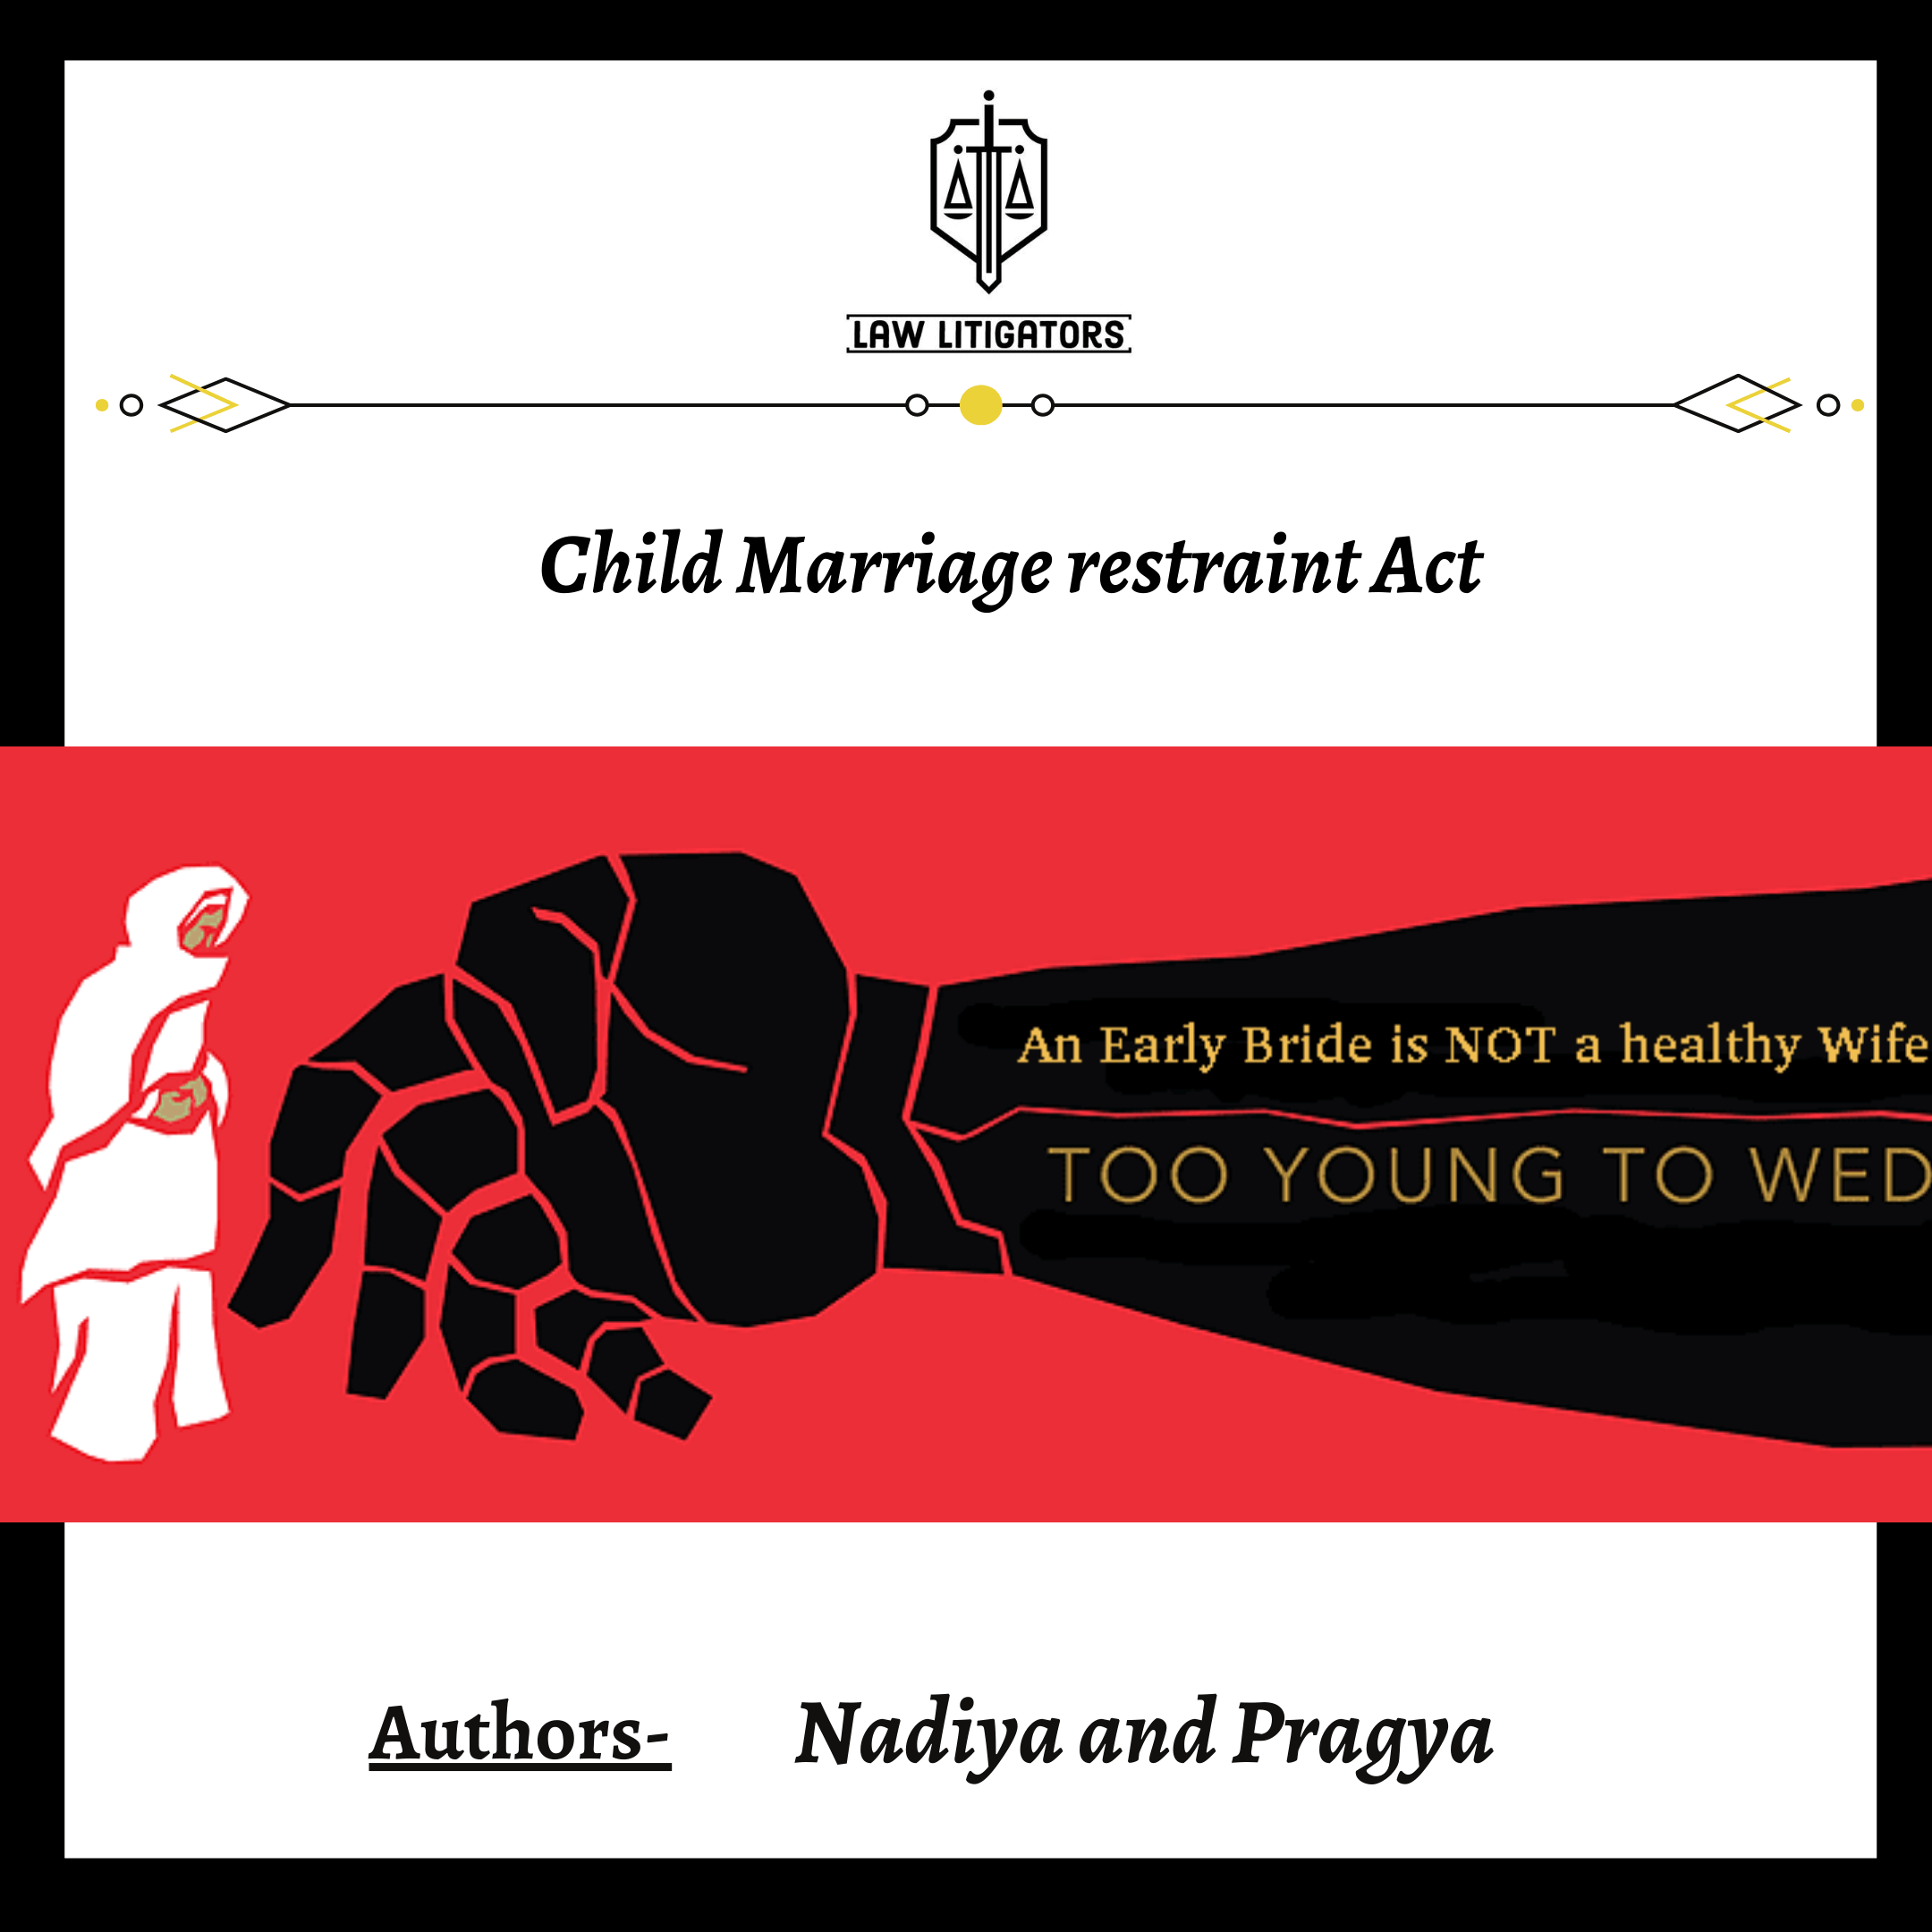 LAW LITIGATORS
Child Marriage restraint Act
An Early Bride is NOT a healthy Wife
TOO YOUNG TO WED
Authors- Nadiya and Pragya